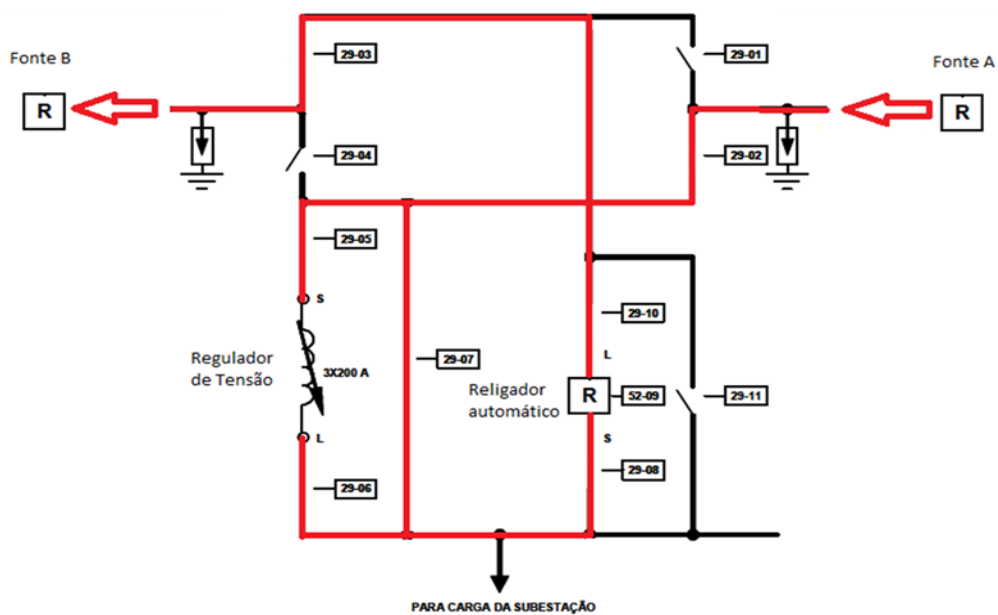 Fonte B
R
29-03
29-01
Fonte A
R
29-04
29-02
29-05
S
Regulador
de Tensão
3X200 A
29-07
L
29-06
29-10
L
Religador
automático
R
52-09
29-11
S
29-08
PARA CARGA DA SUBESTAÇÃO